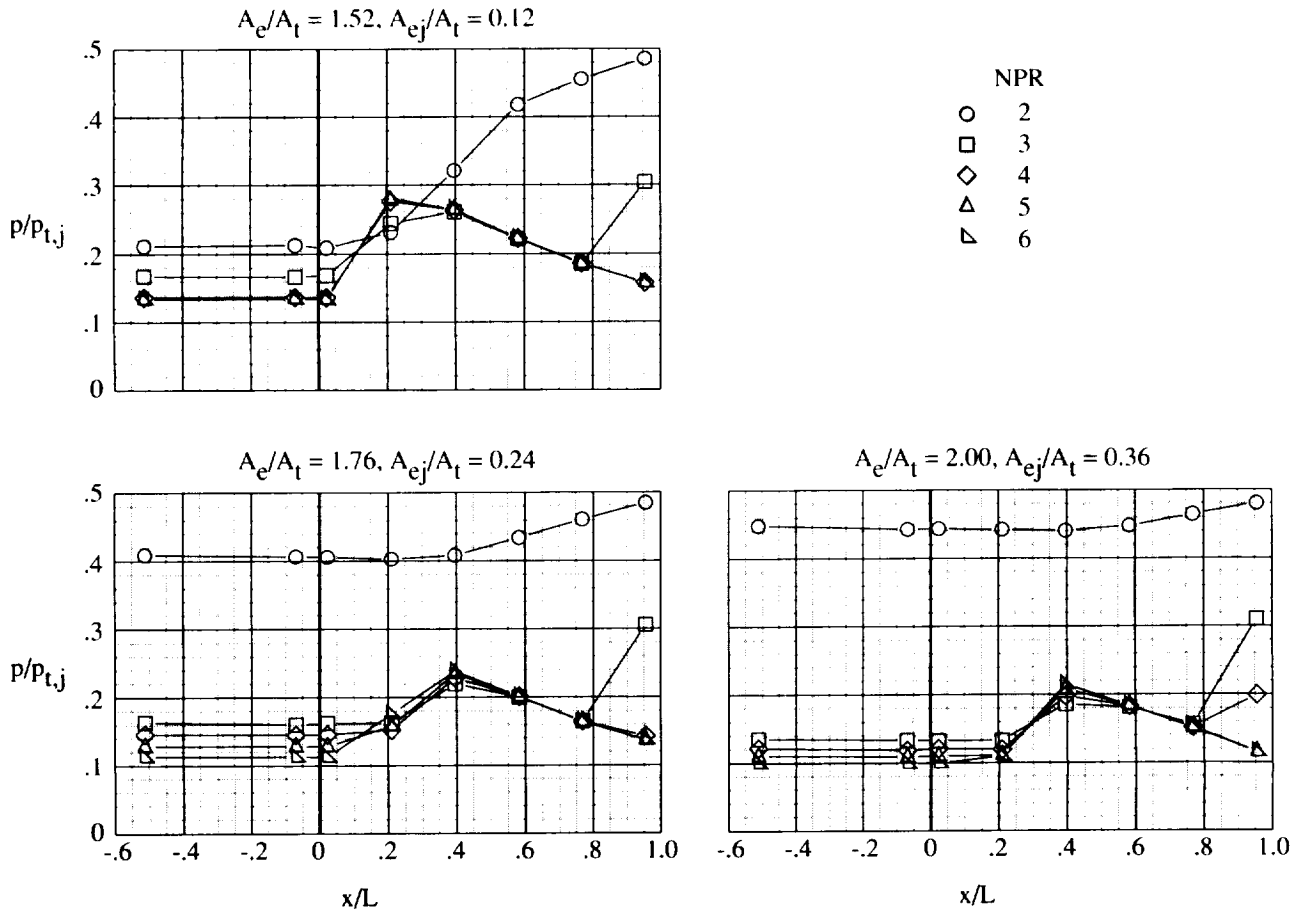 A_e/A_t = 1.52, A_ej/A_t = 0.12
.5
.4
.3
.2
.1
0
p/p_t,j
NPR
2
3
4
5
6
A_e/A_t = 1.76, A_ej/A_t = 0.24
.5
.4
.3
.2
.1
0
p/p_t,j
-.6 -.4 -.2 0 .2 .4 .6 .8 1.0
x/L
A_e/A_t = 2.00, A_ej/A_t = 0.36
-.6 -.4 -.2 0 .2 .4 .6 .8 1.0
x/L